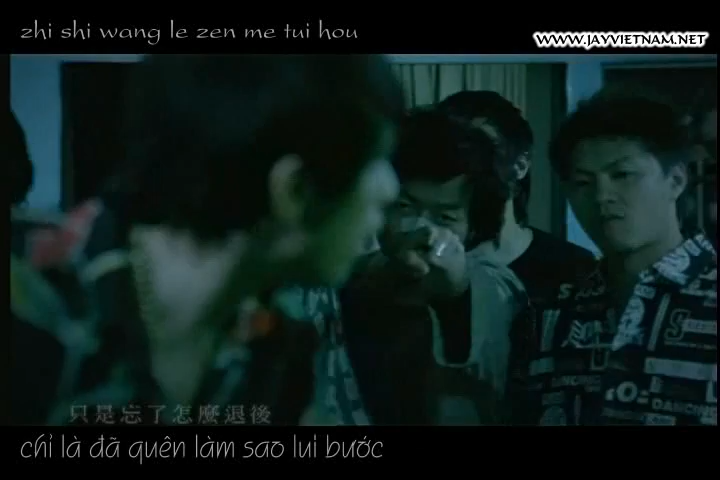 zhi shi wang le zen me tui hou
WWW.JAYVIETNAM.NET
只是忘了怎麼退後
chỉ là đã quên làm sao lui bước